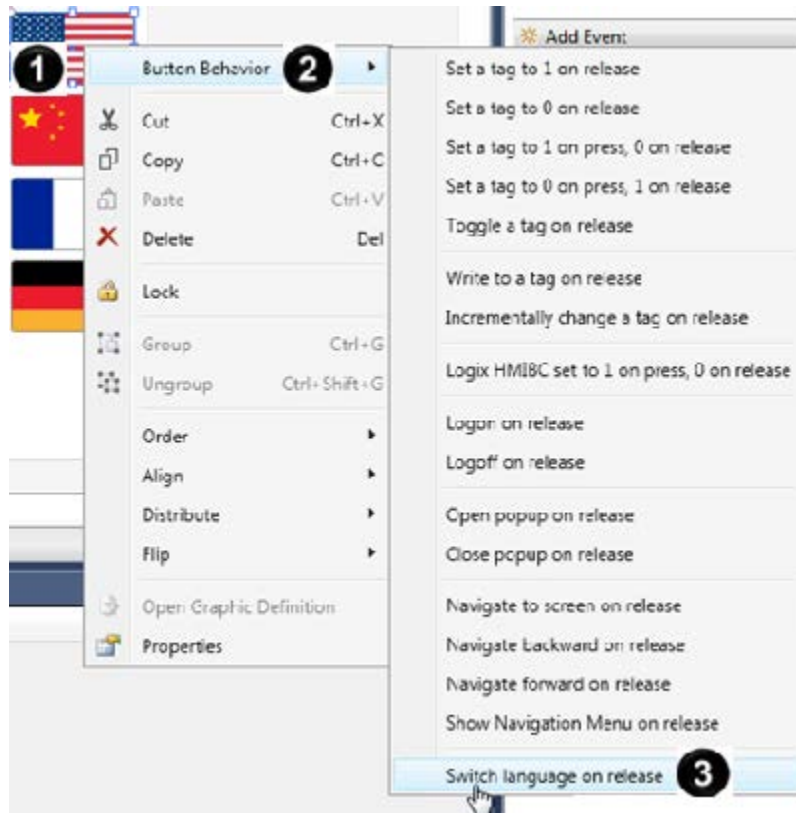 Add Event
1
Button Behavior 2
Cut Ctrl+X
Copy Ctrl+C
Paste Ctrl+V
Delete Del
Lock
Group Ctrl+G
Ungroup Ctrl+Shift+G
Order
Align
Distribute
Flip
Open Graphic Definition
Properties
Set a tag to 1 on release
Set a tag to 0 on release
Set a tag to 1 on press, 0 on release
Set a tag to 0 on press, 1 on release
Toggle a tag on release
Write to a tag on release
Incrementally change a tag on release
Logix HMIBC set to 1 on press, 0 on release
Logon on release
Logoff on release
Open popup on release
Close popup on release
Navigate to screen on release
Navigate backward on release
Navigate forward on release
Show Navigation Menu on release
Switch language on release 3